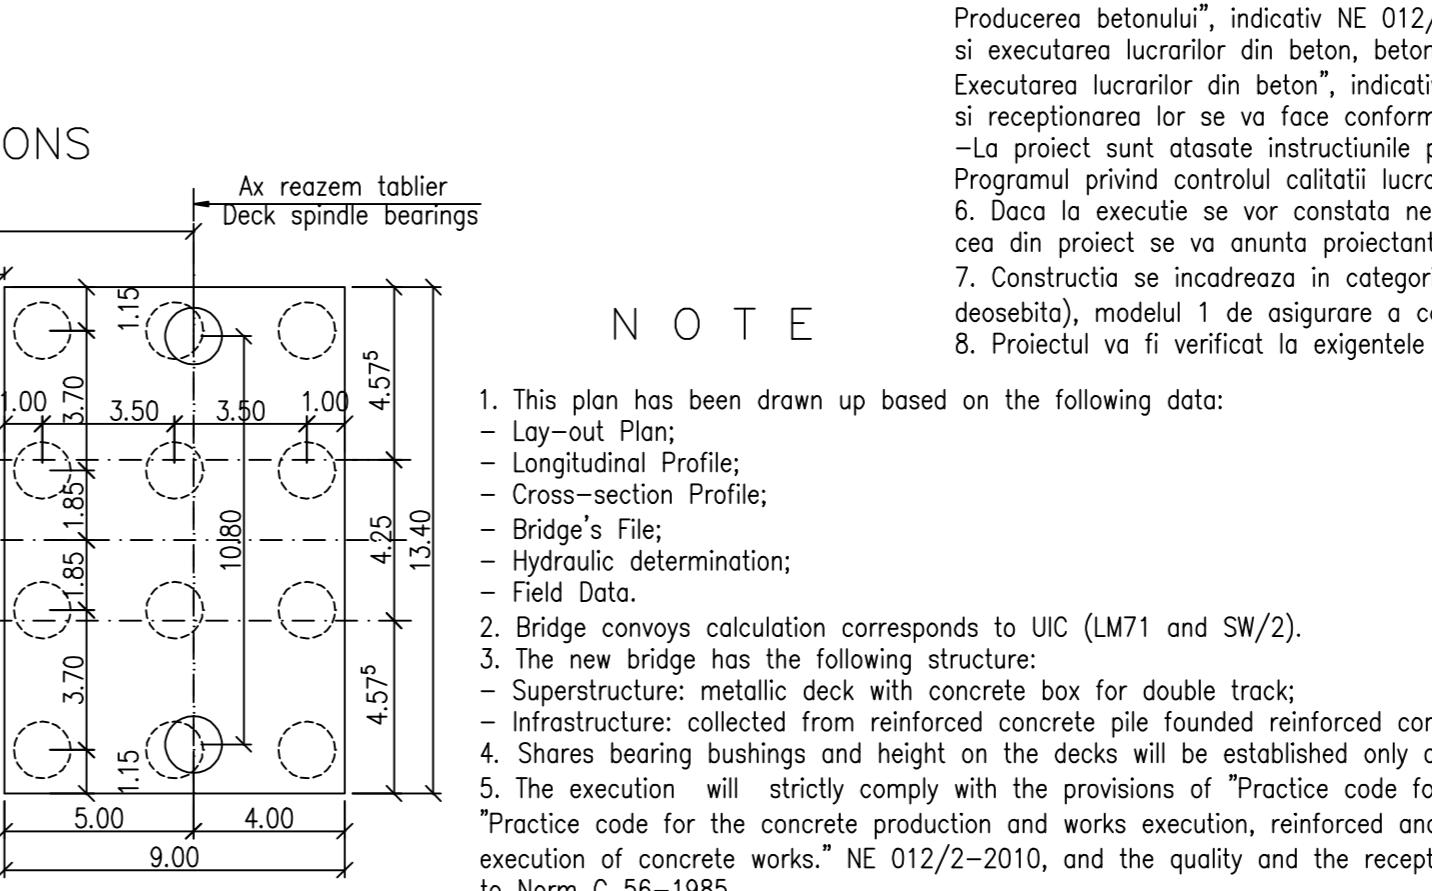 Producerea betonului", indicativ NE 012/
si executarea lucrarilor din beton, beton
Executarea lucrarilor din beton", indicativ
si receptionarea lor se va face conform
-La proiect sunt atasate instructiunile p
Programul privind controlul calitatii lucra
6. Daca la executie se vor constata ne
cea din proiect se va anunta proiectant
7. Constructia se incadreaza in categori
deosebita), modelul 1 de asigurare a c
8. Proiectul va fi verificat la exigentele
ONS
Ax reazem tablier
Deck spindle bearings
1.15
3.70
1.00
3.50
3.50
1.00
4.57⁵
1.85
10.80
4.25
13.40
1.85
3.70
4.57⁵
1.15
5.00
4.00
9.00
N O T E
1. This plan has been drawn up based on the following data:
- Lay-out Plan;
- Longitudinal Profile;
- Cross-section Profile;
- Bridge's File;
- Hydraulic determination;
- Field Data.
2. Bridge convoys calculation corresponds to UIC (LM71 and SW/2).
3. The new bridge has the following structure:
- Superstructure: metallic deck with concrete box for double track;
- Infrastructure: collected from reinforced concrete pile founded reinforced con
4. Shares bearing bushings and height on the decks will be established only
5. The execution will strictly comply with the provisions of "Practice code fo
"Practice code for the concrete production and works execution, reinforced and
execution of concrete works." NE 012/2-2010, and the quality and the recept
to Norm C 56-1985